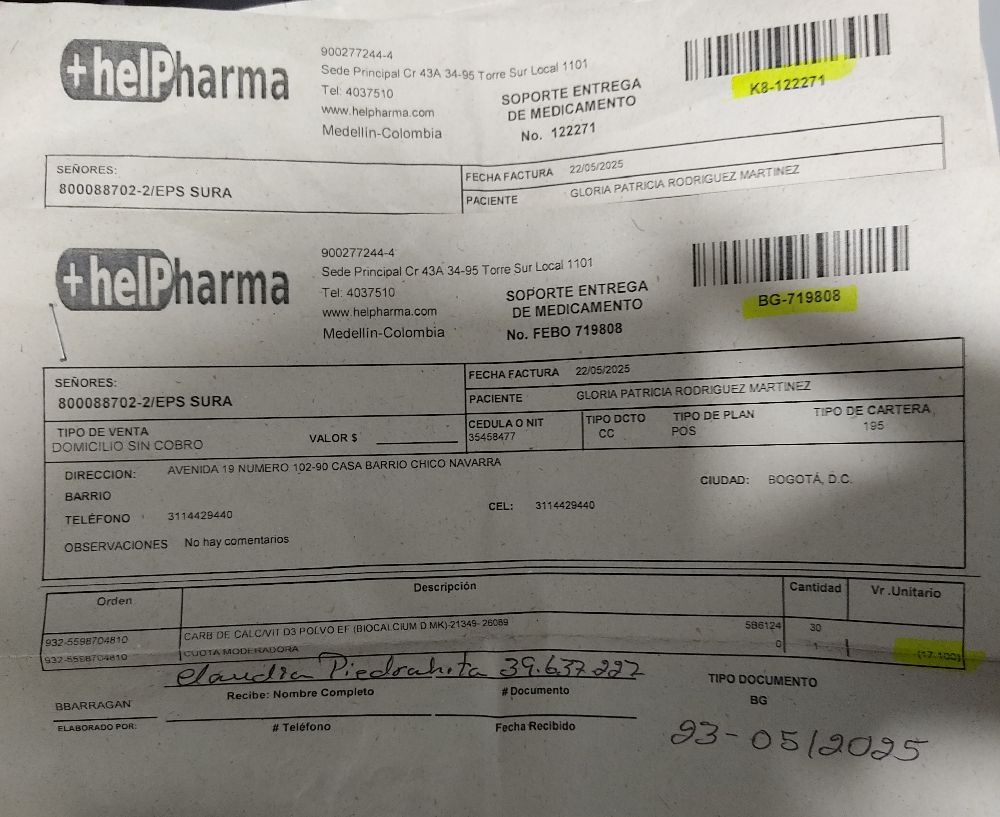 +helPharma
900277244-4
Sede Principal Cr 43A 34-95 Torre Sur Local 1101
Tel: 4037510
www.helpharma.com
Medellín-Colombia
SOPORTE ENTREGA
DE MEDICAMENTO
No. 122271
K8-122271
SEÑORES:
800088702-2/EPS SURA
FECHA FACTURA 22/05/2025
PACIENTE GLORIA PATRICIA RODRIGUEZ MARTINEZ
+helPharma
900277244-4
Sede Principal Cr 43A 34-95 Torre Sur Local 1101
Tel: 4037510
www.helpharma.com
Medellín-Colombia
SOPORTE ENTREGA
DE MEDICAMENTO
No. FEBO 719808
BG-719808
SEÑORES:
800088702-2/EPS SURA
FECHA FACTURA 22/05/2025
PACIENTE GLORIA PATRICIA RODRIGUEZ MARTINEZ
TIPO DE VENTA
DOMICILIO SIN COBRO
VALOR $
CEDULA O NIT
35458477
TIPO DCTO
CC
TIPO DE PLAN
POS
TIPO DE CARTERA
195
DIRECCION: AVENIDA 19 NUMERO 102-90 CASA BARRIO CHICO NAVARRA
BARRIO
CIUDAD: BOGOTÁ, D.C.
TELÉFONO 3114429440
CEL: 3114429440
OBSERVACIONES No hay comentarios
Orden Descripción Cantidad Vr .Unitario
932-5598704810 CARB DE CALC/VIT D3 POLVO EF (BIOCALCIUM D MK)-21349- 26089 586124 30
932-5598704810 CUOTA MODERADORA 0 1 (17.100)
Claudia Piedrahita 39.637.227
Recibe: Nombre Completo # Documento
TIPO DOCUMENTO
BG
BBARRAGAN
ELABORADO POR: # Teléfono Fecha Recibido
23-05/2025